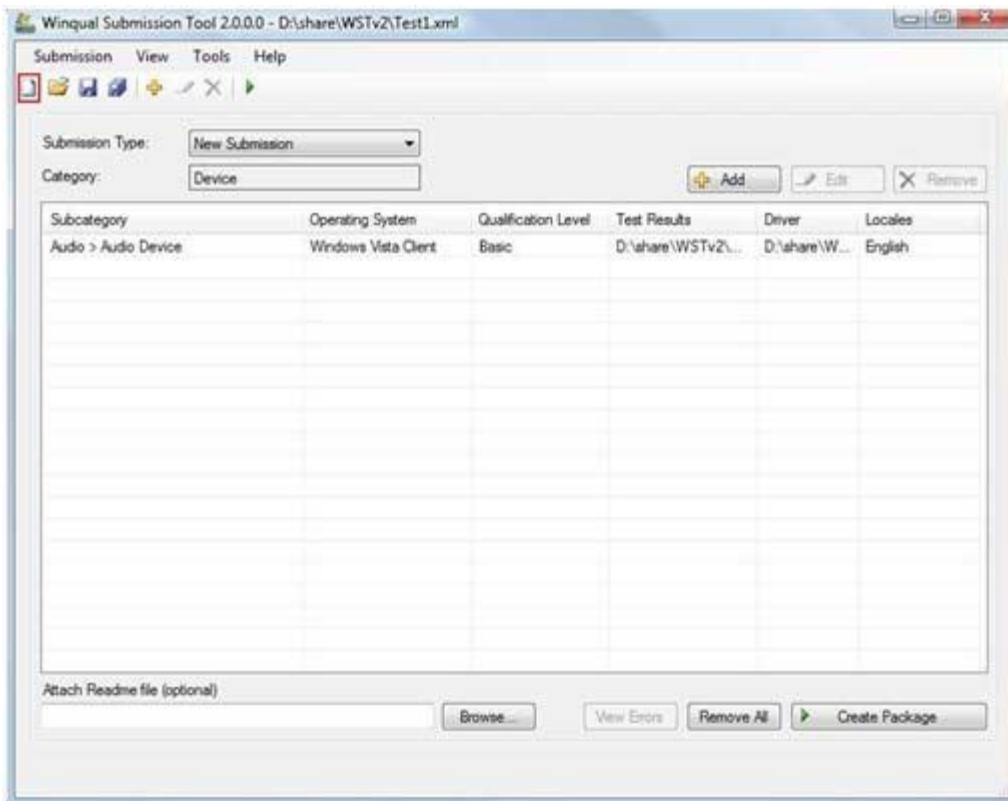 Winqual Submission Tool 2.0.0.0 - D:\share\WSTv2\Test1.xml
Submission View Tools Help
Submission Type: New Submission
Category: Device Add Edit Remove
Subcategory Operating System Qualification Level Test Results Driver Locales
Audio > Audio Device Windows Vista Client Basic D:\share\WSTv2\... D:\share\W... English
Attach Readme file (optional)
Browse... View Errors Remove All Create Package